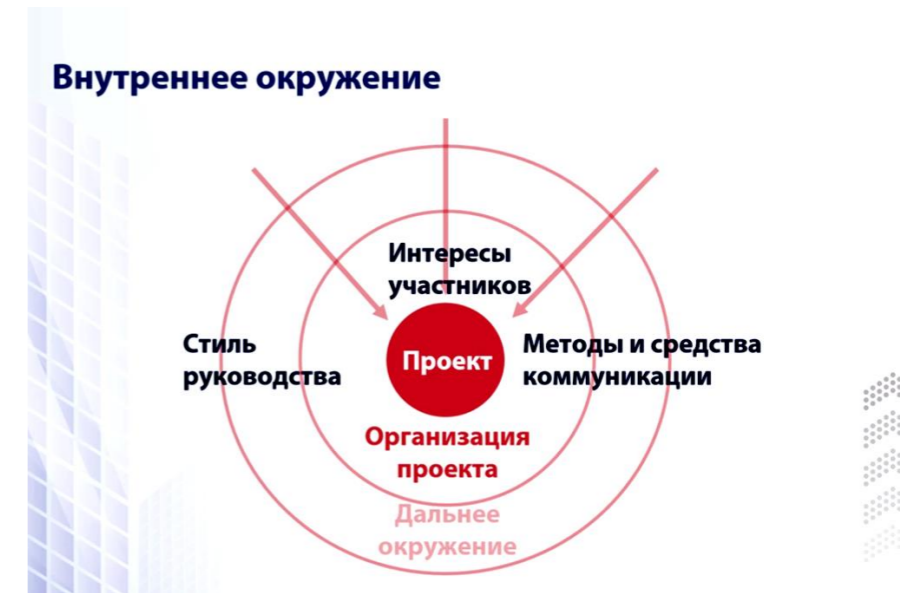 Внутреннее окружение
Интересы
участников
Стиль
руководства
Проект
Методы и средства
коммуникации
Организация
проекта
Дальнее
окружение